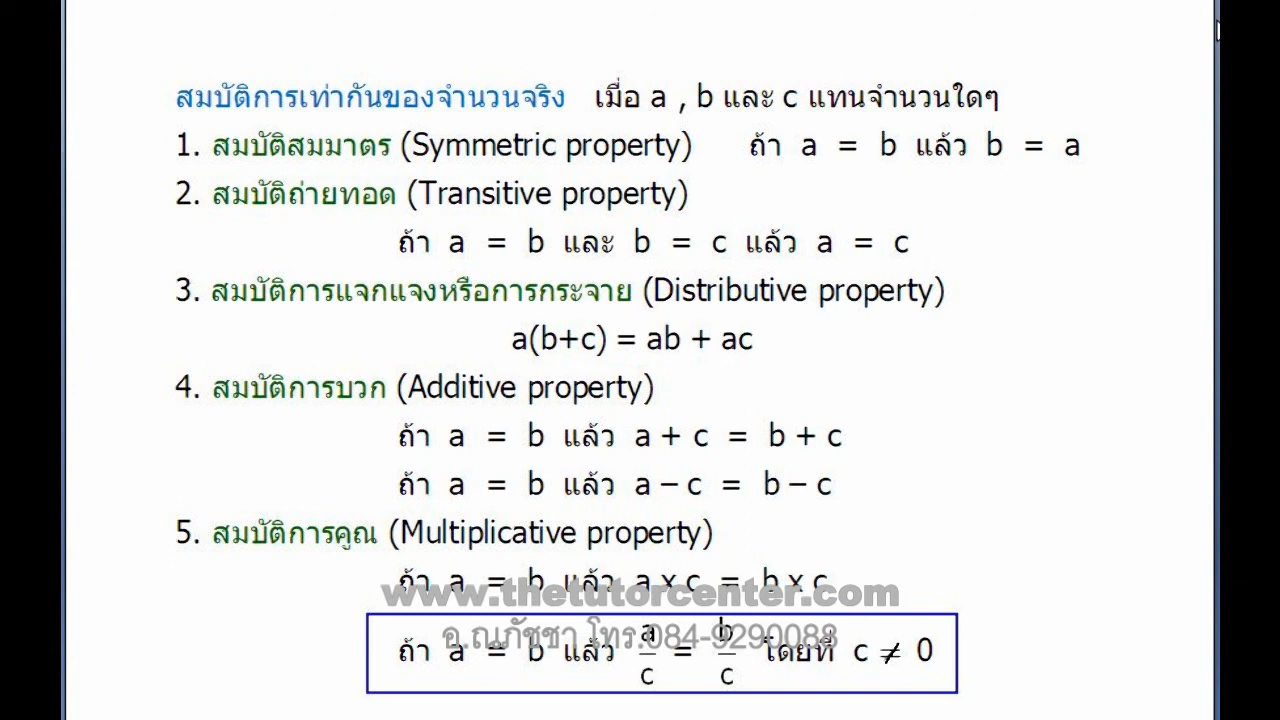 สมบัติการเท่ากันของจำนวนจริง เมื่อ a , b และ c แทนจำนวนใดๆ
1. สมบัติสมมาตร (Symmetric property) ถ้า a = b แล้ว b = a
2. สมบัติถ่ายทอด (Transitive property)
ถ้า a = b และ b = c แล้ว a = c
3. สมบัติการแจกแจงหรือการกระจาย (Distributive property)
a(b+c) = ab + ac
4. สมบัติการบวก (Additive property)
ถ้า a = b แล้ว a + c = b + c
ถ้า a = b แล้ว a – c = b – c
5. สมบัติการคูณ (Multiplicative property)
ถ้า a = b แล้ว a x c = b x c
www.thetutorcenter.com
อ.ณภัชชา โทร.084-9290088
ถ้า a = b แล้ว a/c = b/c โดยที่ c ≠ 0